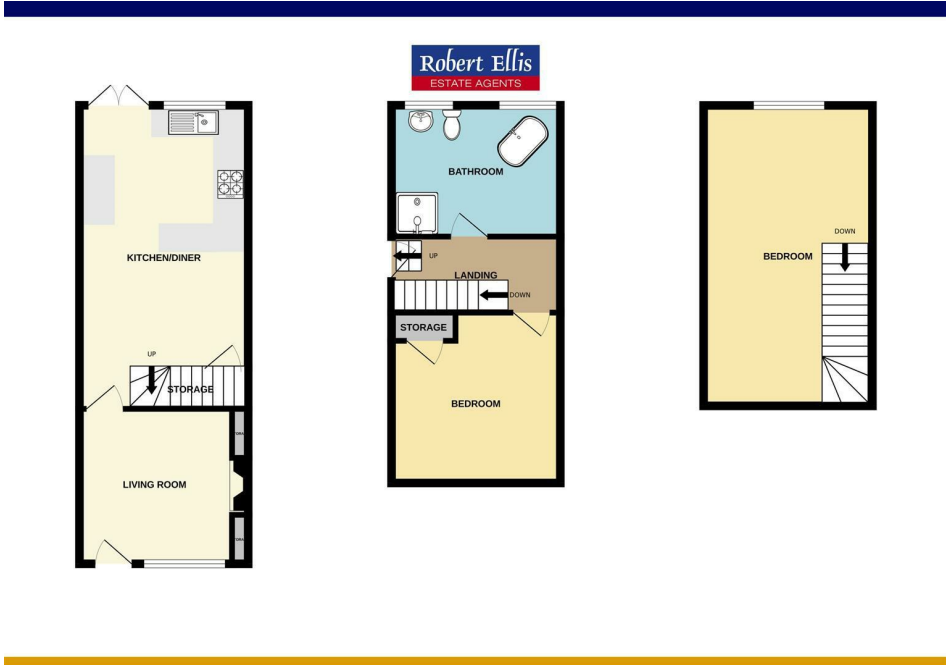 Robert Ellis
ESTATE AGENTS
KITCHEN/DINER
UP
STORAGE
LIVING ROOM
BATHROOM
UP
LANDING
DOWN
STORAGE
BEDROOM
DOWN
BEDROOM